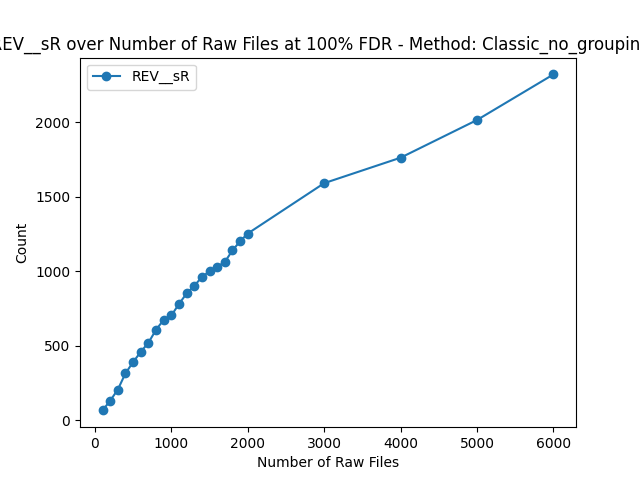 REV__sR over Number of Raw Files at 100% FDR - Method: Classic_no_groupin
REV__sR
Count
2000
1500
1000
500
0
0 1000 2000 3000 4000 5000 6000
Number of Raw Files